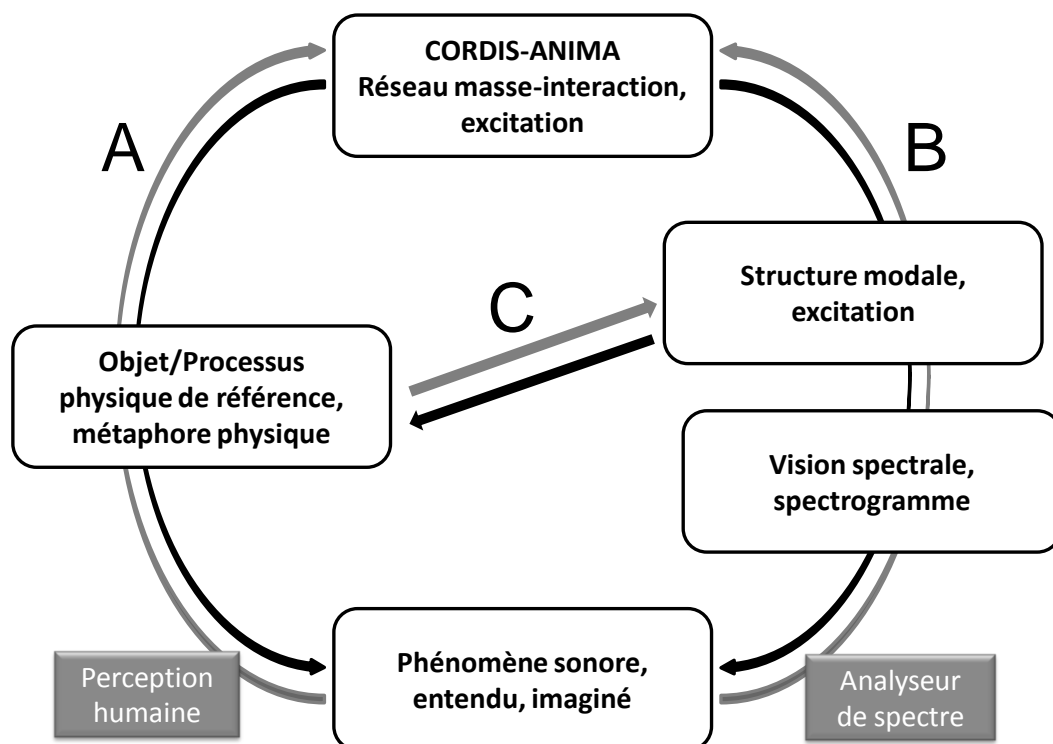 CORDIS-ANIMA
Réseau masse-interaction,
excitation
A
B
Structure modale,
excitation
C
Objet/Processus
physique de référence,
métaphore physique
Vision spectrale,
spectrogramme
Phénomène sonore,
entendu, imaginé
Perception
humaine
Analyseur
de spectre